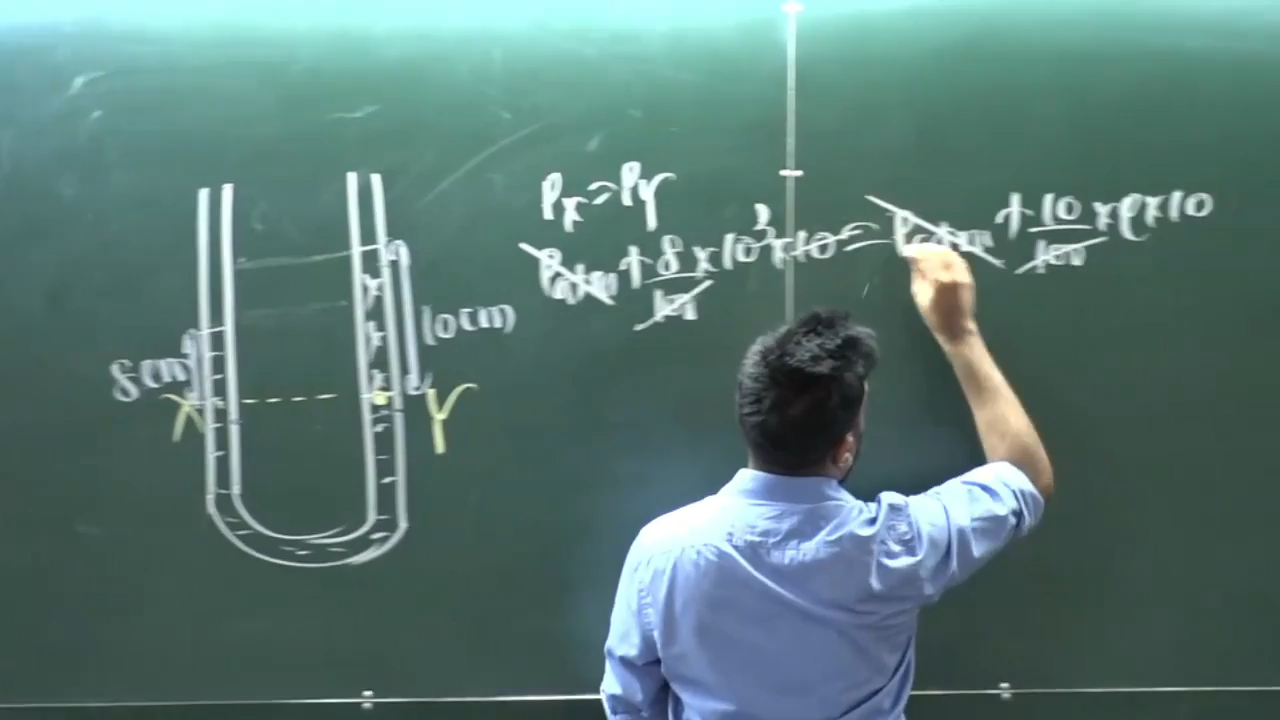 Px = Py
Patm + 8/100 x 10³ x 10 = Patm + 10/100 x ρ x 10
10cm
8cm
X
Y